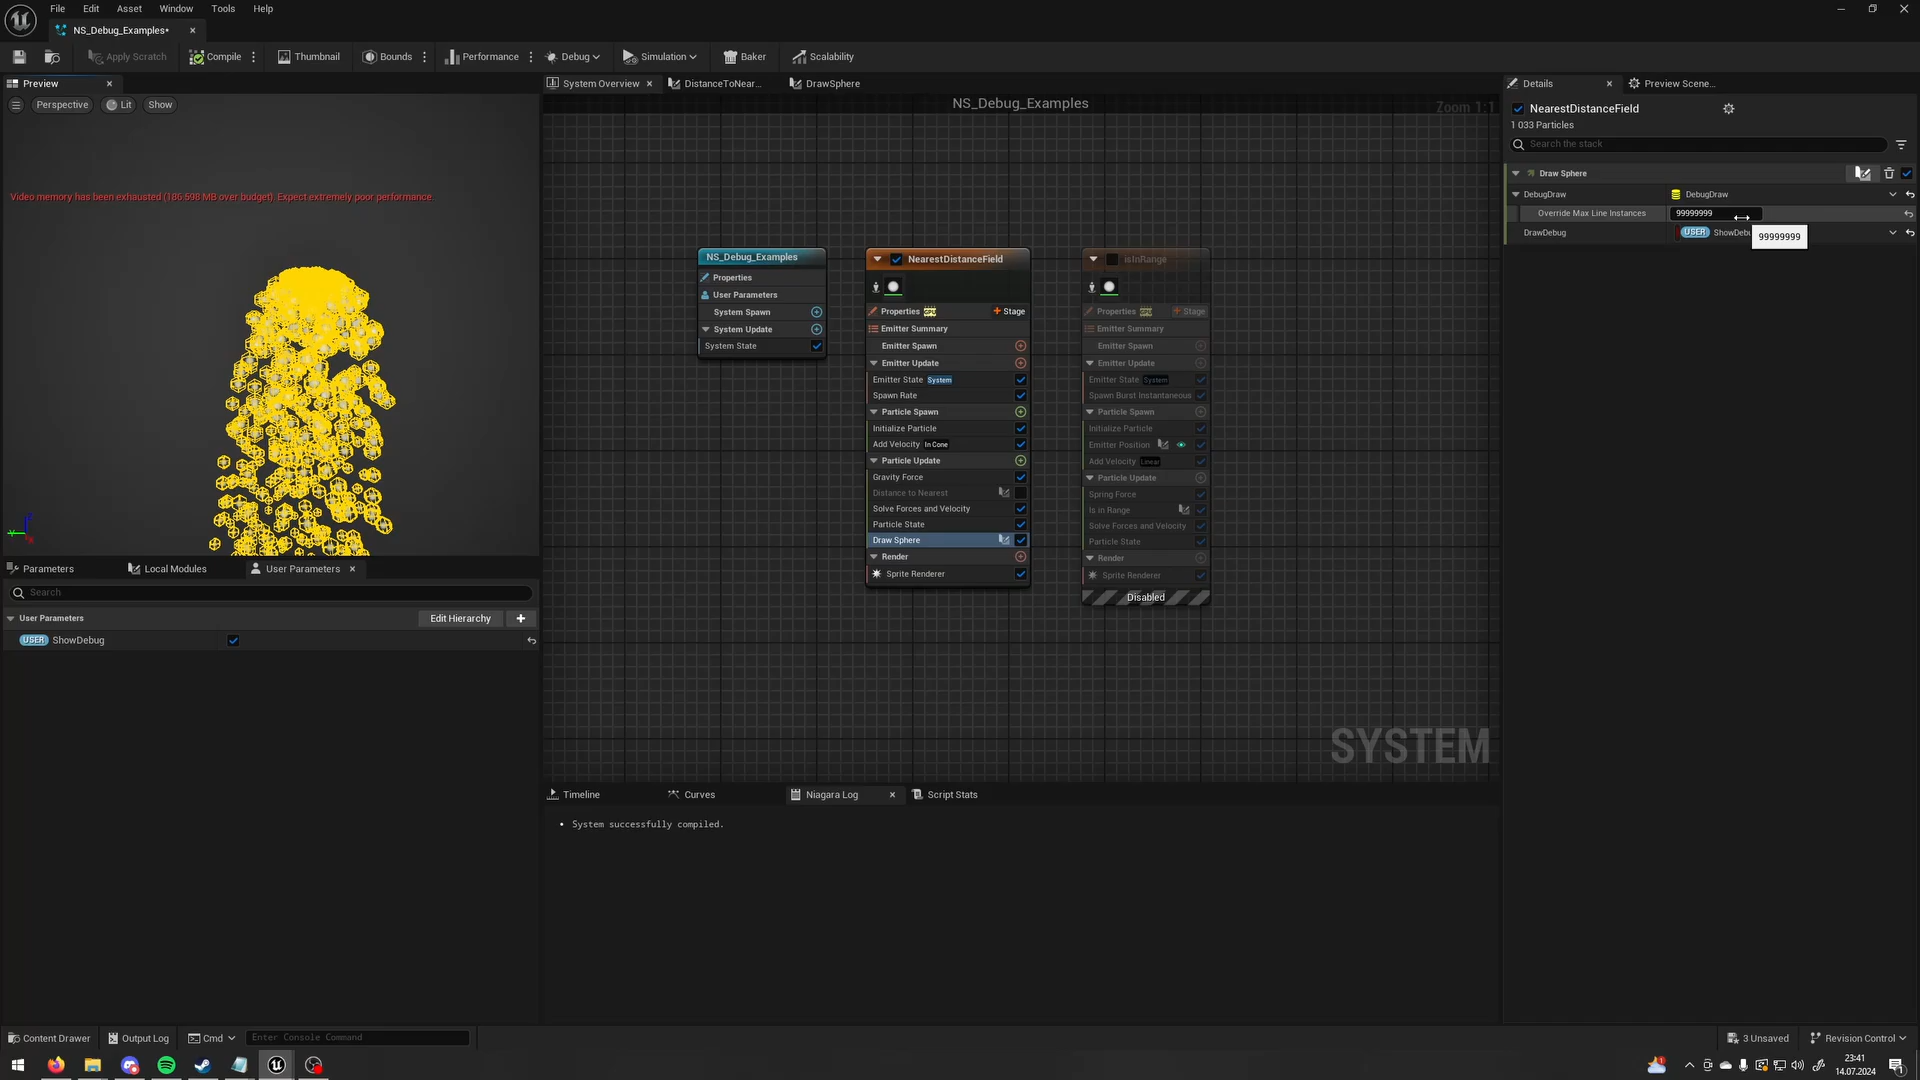 File Edit Asset Window Tools Help
NS_Debug_Examples*
Apply Scratch Compile Thumbnail Bounds Performance Debug Simulation Baker Scalability
Preview
Perspective Lit Show
Video memory has been exhausted (186.598 MB over budget). Expect extremely poor performance.
Parameters Local Modules User Parameters
Search
User Parameters Edit Hierarchy
USER ShowDebug
System Overview DistanceToNear... DrawSphere
NS_Debug_Examples
Zoom 1:1
NS_Debug_Examples
Properties
User Parameters
System Spawn
System Update
System State
NearestDistanceField
Properties GPU Stage
Emitter Summary
Emitter Spawn
Emitter Update
Emitter State System
Spawn Rate
Particle Spawn
Initialize Particle
Add Velocity In Cone
Particle Update
Gravity Force
Distance to Nearest
Solve Forces and Velocity
Particle State
Draw Sphere
Render
Sprite Renderer
isInRange
Properties GPU Stage
Emitter Summary
Emitter Spawn
Emitter Update
Emitter State System
Spawn Burst Instantaneous
Particle Spawn
Initialize Particle
Emitter Position
Add Velocity Linear
Particle Update
Spring Force
Is in Range
Solve Forces and Velocity
Particle State
Render
Sprite Renderer
Disabled
SYSTEM
Timeline Curves Niagara Log Script Stats
• System successfully compiled.
Details Preview Scene...
NearestDistanceField
1 033 Particles
Search the stack
Draw Sphere
DebugDraw DebugDraw
Override Max Line Instances 99999999
DrawDebug USER ShowDebu
99999999
Content Drawer Output Log Cmd Enter Console Command 3 Unsaved Revision Control
23:41
14.07.2024